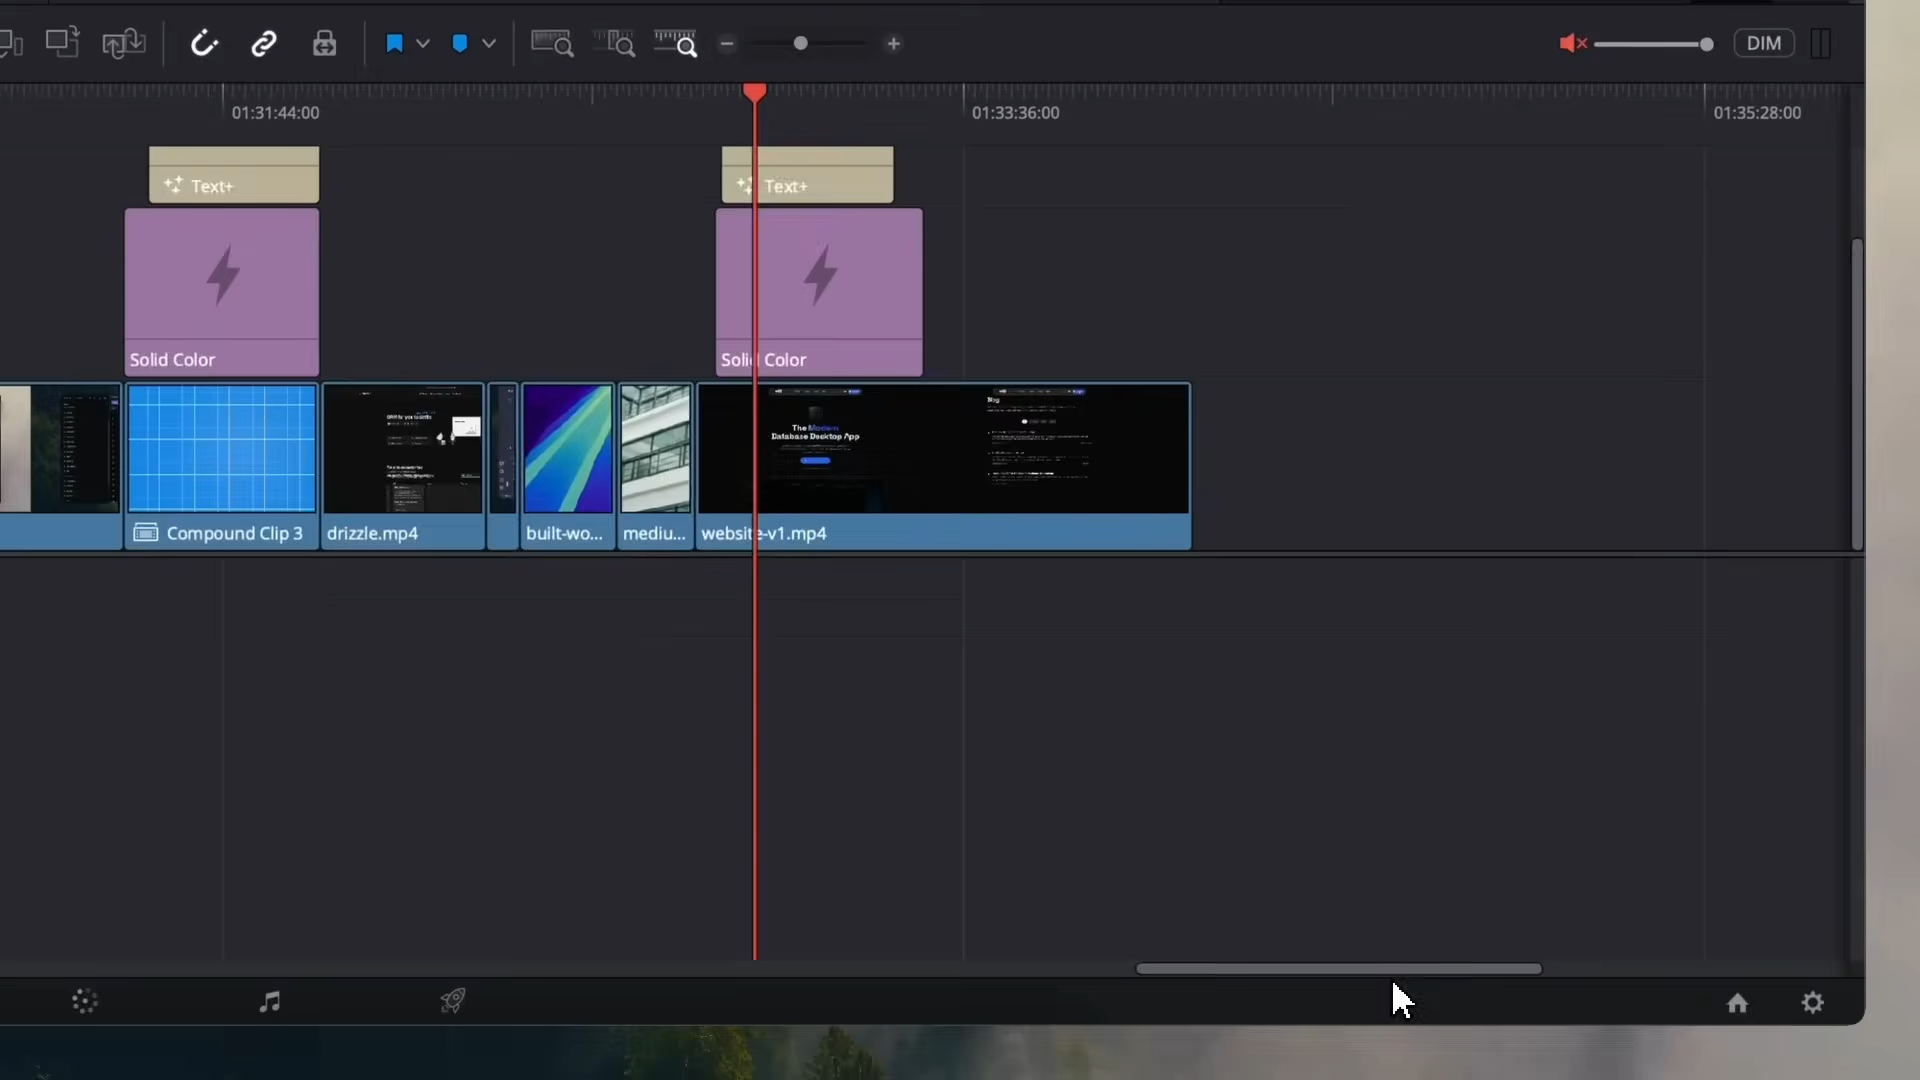 DIM
01:31:44:00
01:33:36:00
01:35:28:00
Text+
Text+
Solid Color
Solid Color
The Modern
Database Desktop App
Blog
Compound Clip 3
drizzle.mp4
built-wo...
mediu...
website-v1.mp4